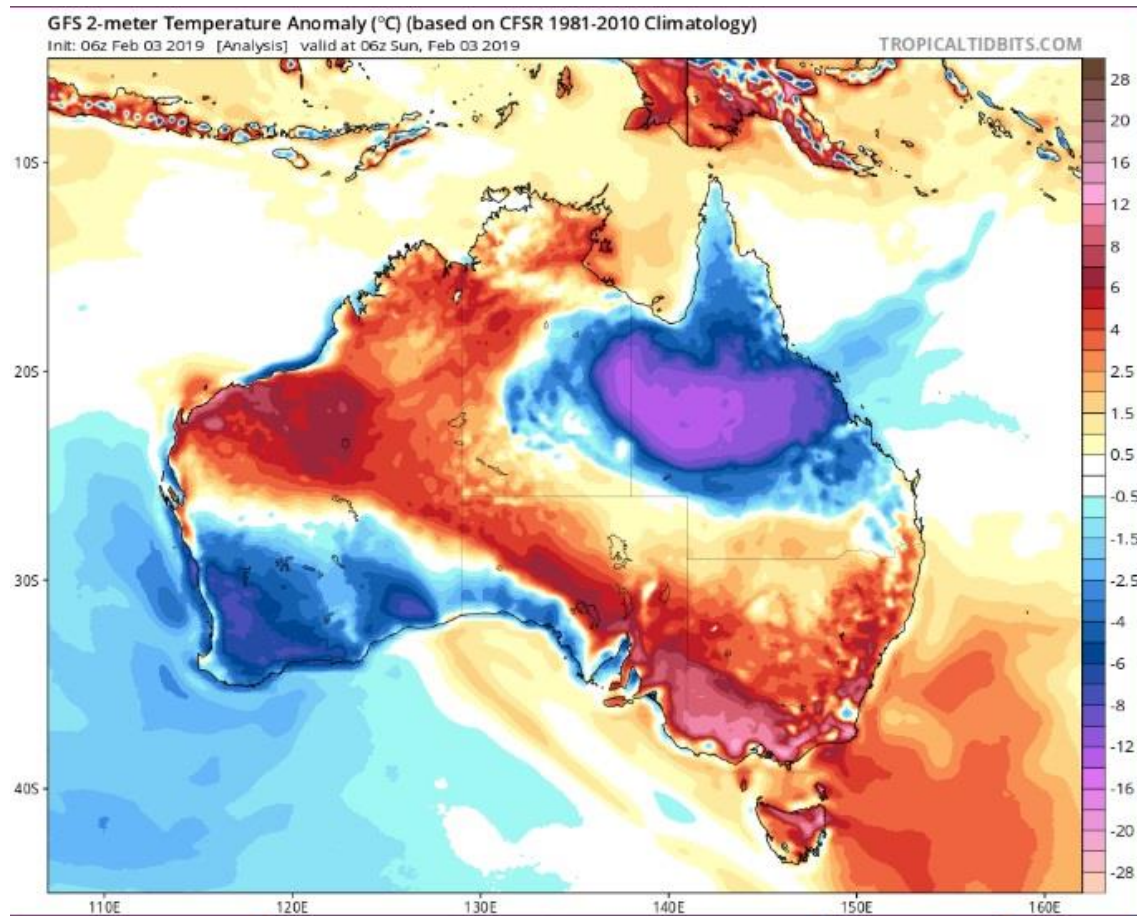 GFS 2-meter Temperature Anomaly (°C) (based on CFSR 1981-2010 Climatology)
Init: 06z Feb 03 2019 [Analysis] valid at 06z Sun, Feb 03 2019 TROPICALTIDBITS.COM
28
20
16
12
8
6
4
2.5
1.5
0.5
-0.5
-1.5
-2.5
-4
-6
-8
-12
-16
-20
-28
10S
20S
30S
40S
110E 120E 130E 140E 150E 160E